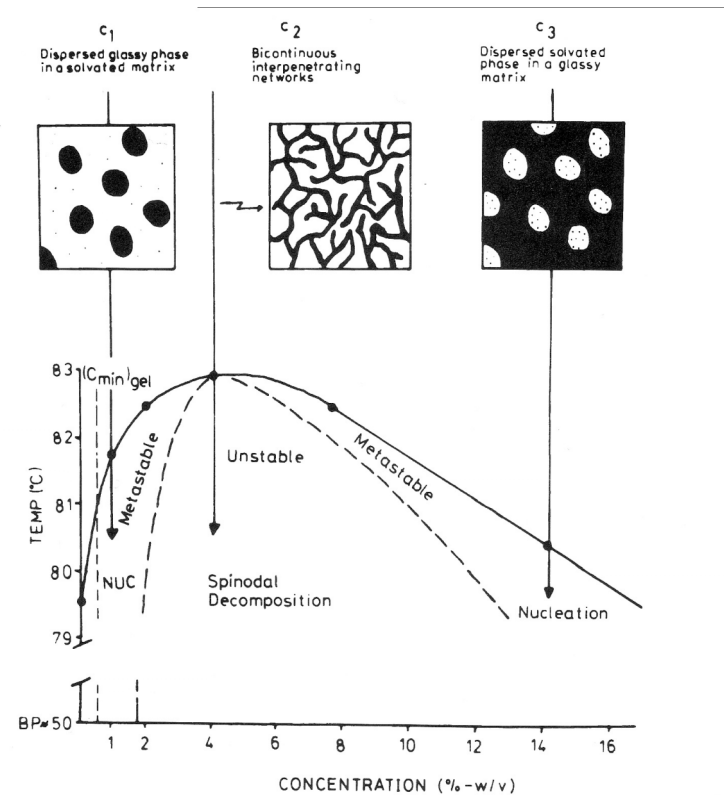 c1
Dispersed glassy phase
in a solvated matrix
c2
Bicontinuous
interpenetrating
networks
c3
Dispersed solvated
phase in a glassy
matrix
83
(Cmin)gel
82
81
80
79
BP≈50
TEMP (°C)
Metastable
NUC
Unstable
Spinodal
Decomposition
Metastable
Nucleation
1 2 4 6 8 10 12 14 16
CONCENTRATION (%-w/v)